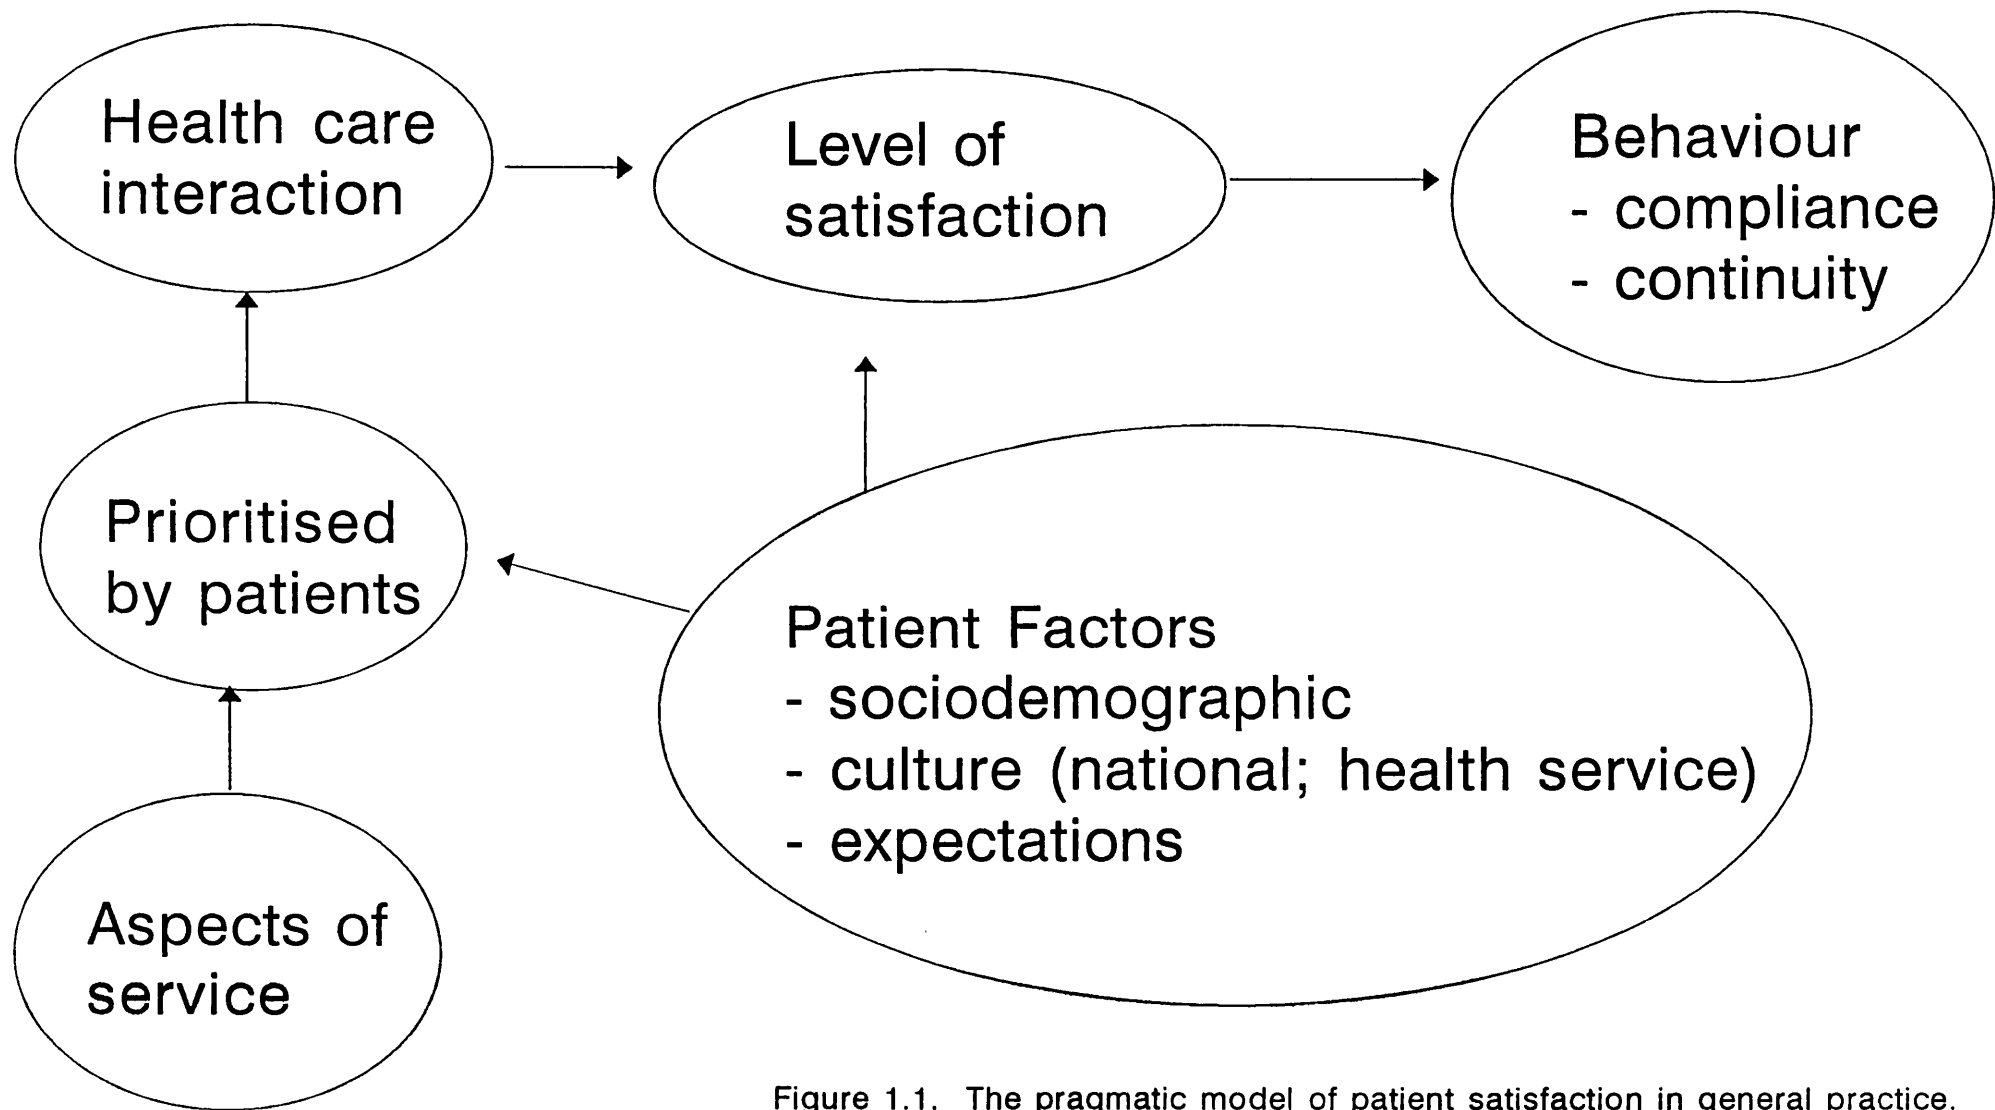 Health care
interaction
Level of
satisfaction
Behaviour
- compliance
- continuity
Prioritised
by patients
Patient Factors
- sociodemographic
- culture (national; health service)
- expectations
Aspects of
service
Figure 1.1. The pragmatic model of patient satisfaction in general practice.